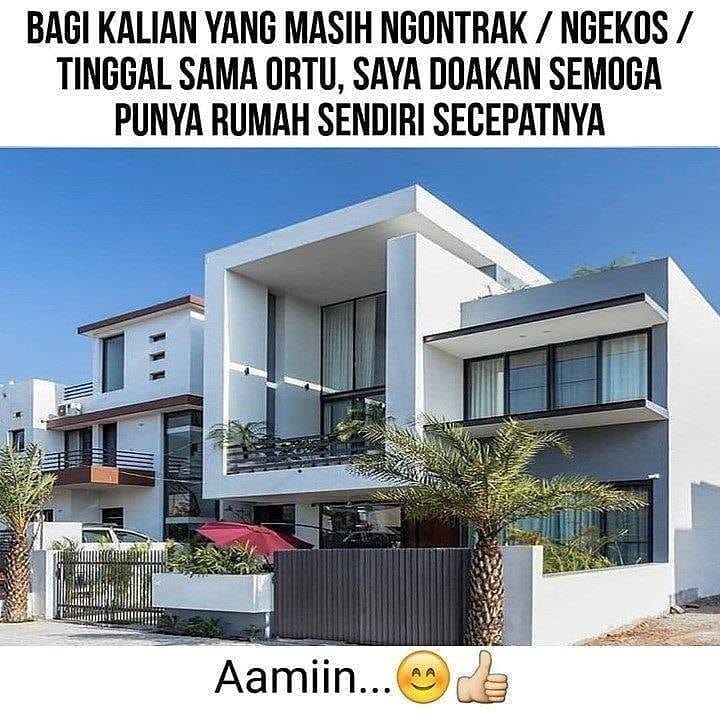 BAGI KALIAN YANG MASIH NGONTRAK / NGEKOS /
TINGGAL SAMA ORTU, SAYA DOAKAN SEMOGA
PUNYA RUMAH SENDIRI SECEPATNYA
Aamiin...😊👍